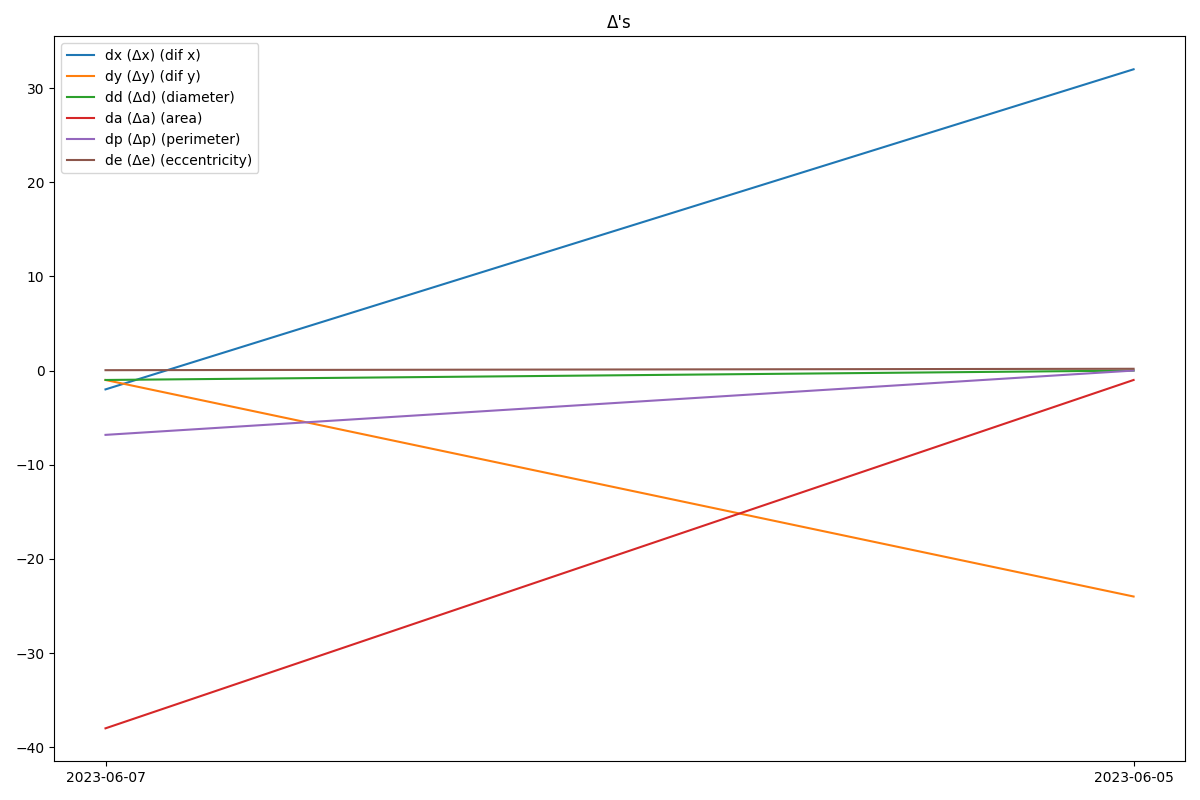 Δ's
dx (Δx) (dif x)
dy (Δy) (dif y)
dd (Δd) (diameter)
da (Δa) (area)
dp (Δp) (perimeter)
de (Δe) (eccentricity)
30
20
10
0
−10
−20
−30
−40
2023-06-07 2023-06-05